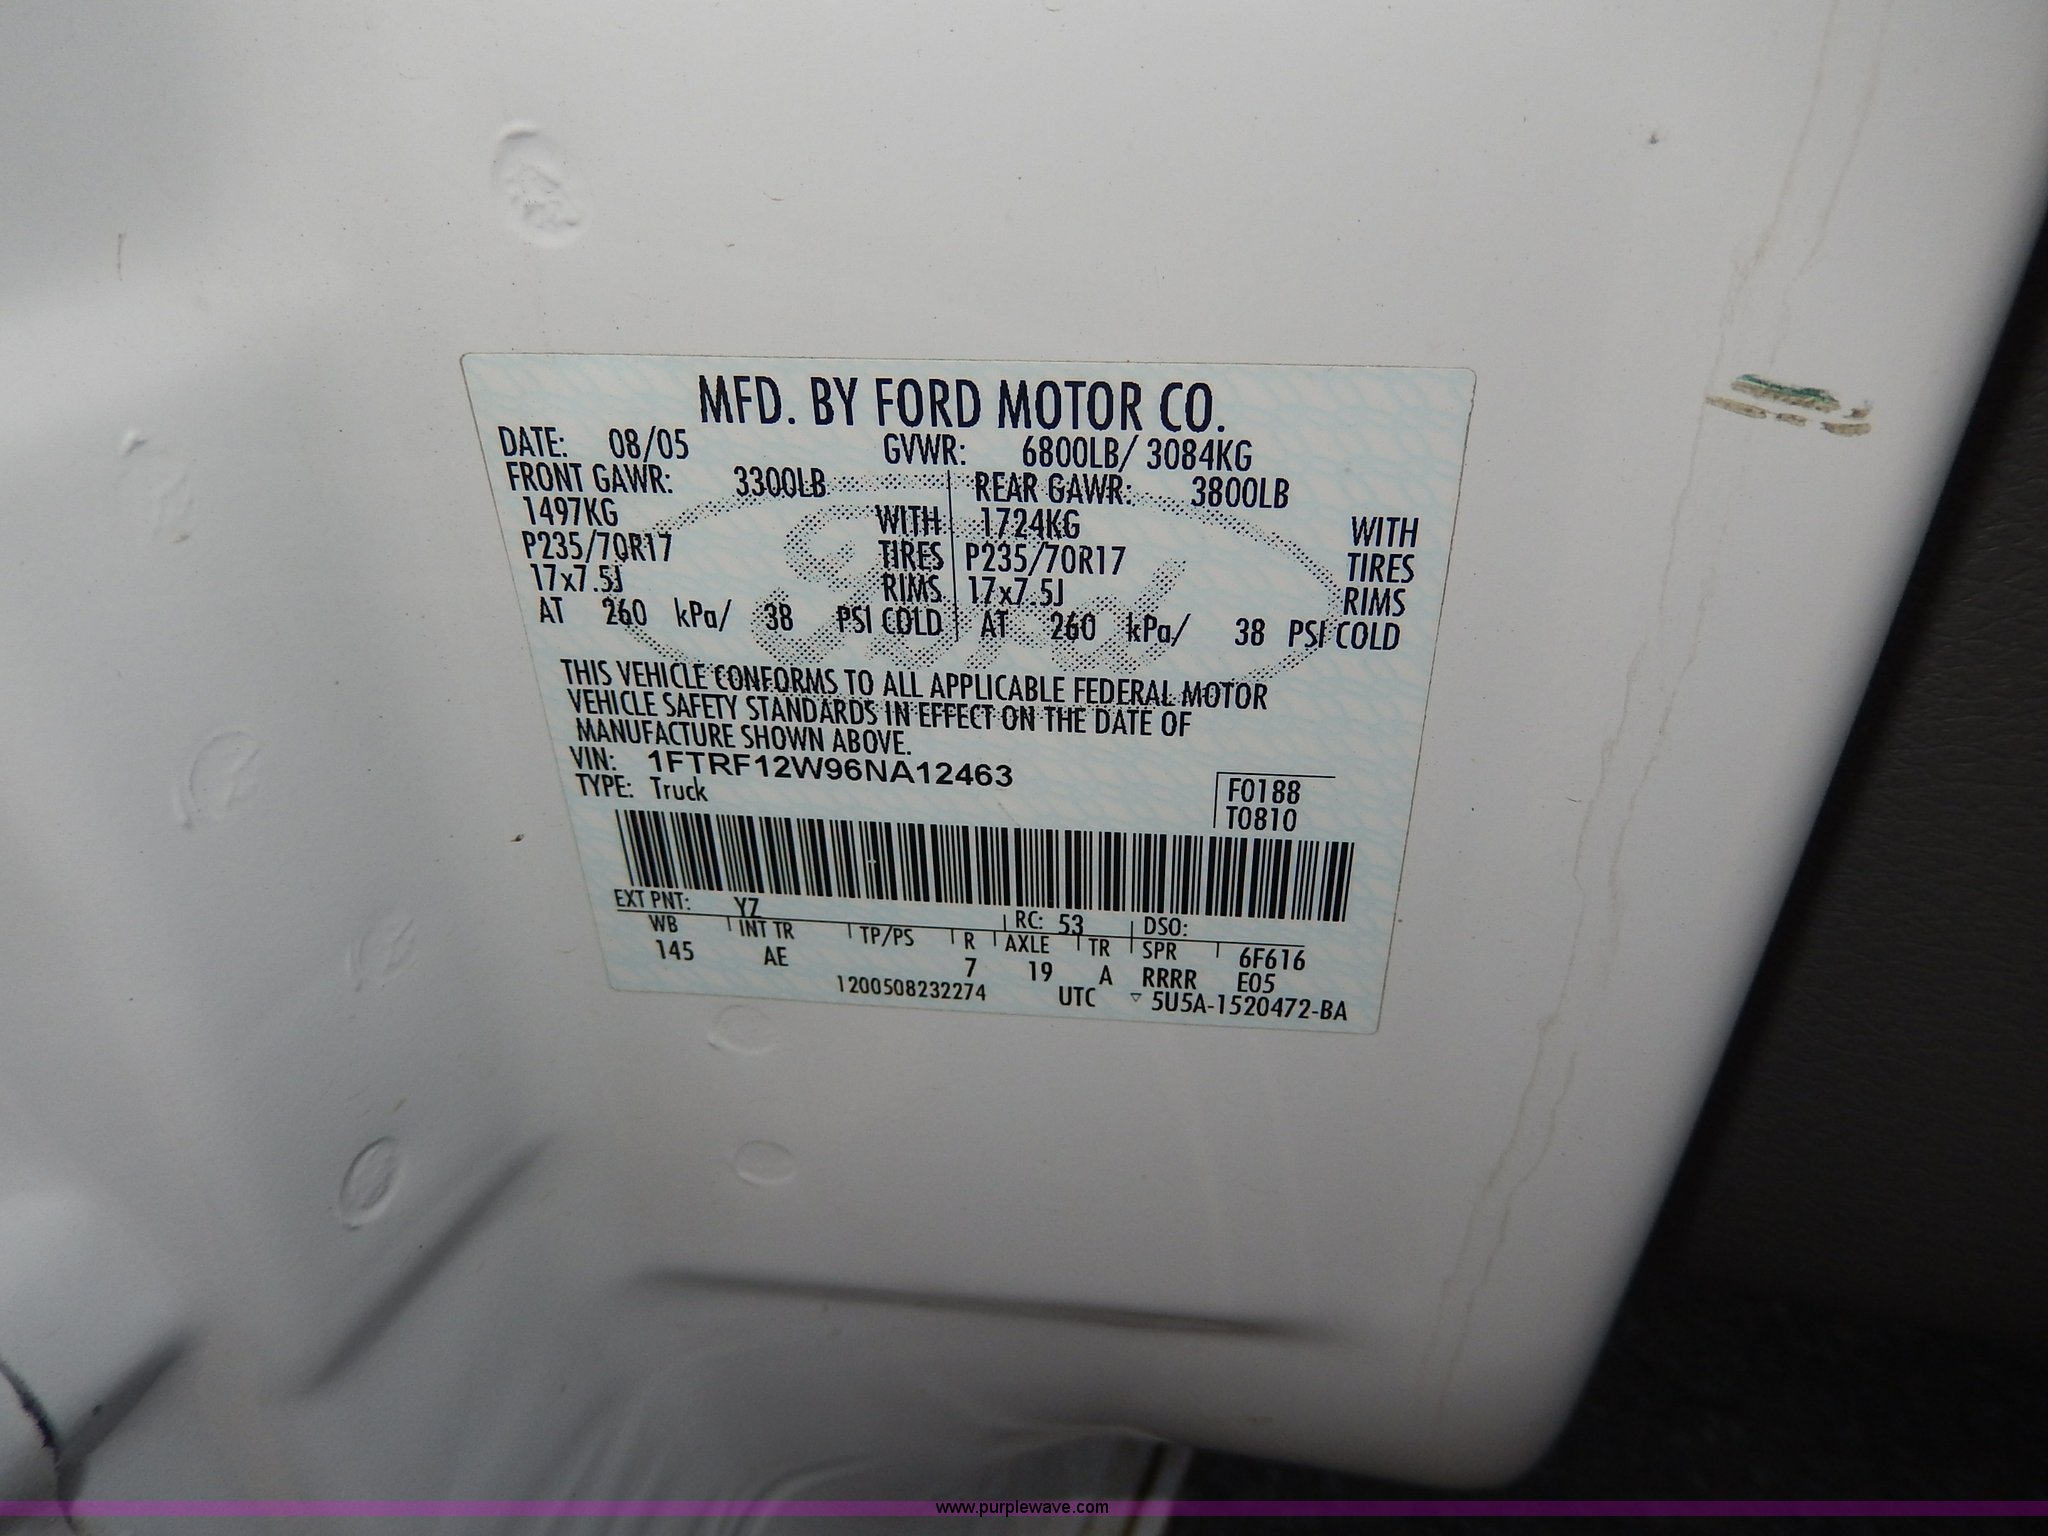 MFD. BY FORD MOTOR CO.
DATE: 08/05 GVWR: 6800LB/ 3084KG
FRONT GAWR: 3300LB REAR GAWR: 3800LB
1497KG WITH 1724KG WITH
P235/70R17 TIRES P235/70R17 TIRES
17x7.5J RIMS 17x7.5J RIMS
AT 260 kPa/ 38 PSI COLD AT 260 kPa/ 38 PSI COLD
Ford
THIS VEHICLE CONFORMS TO ALL APPLICABLE FEDERAL MOTOR
VEHICLE SAFETY STANDARDS IN EFFECT ON THE DATE OF
MANUFACTURE SHOWN ABOVE.
VIN: 1FTRF12W96NA12463
TYPE: Truck
F0188
T0810
EXT PNT: YZ RC: 53 DSO:
WB INT TR TP/PS R AXLE TR SPR 6F616
145 AE 7 19 A RRRR E05
1200508232274 UTC ▽ 5U5A-1520472-BA
www.purplewave.com